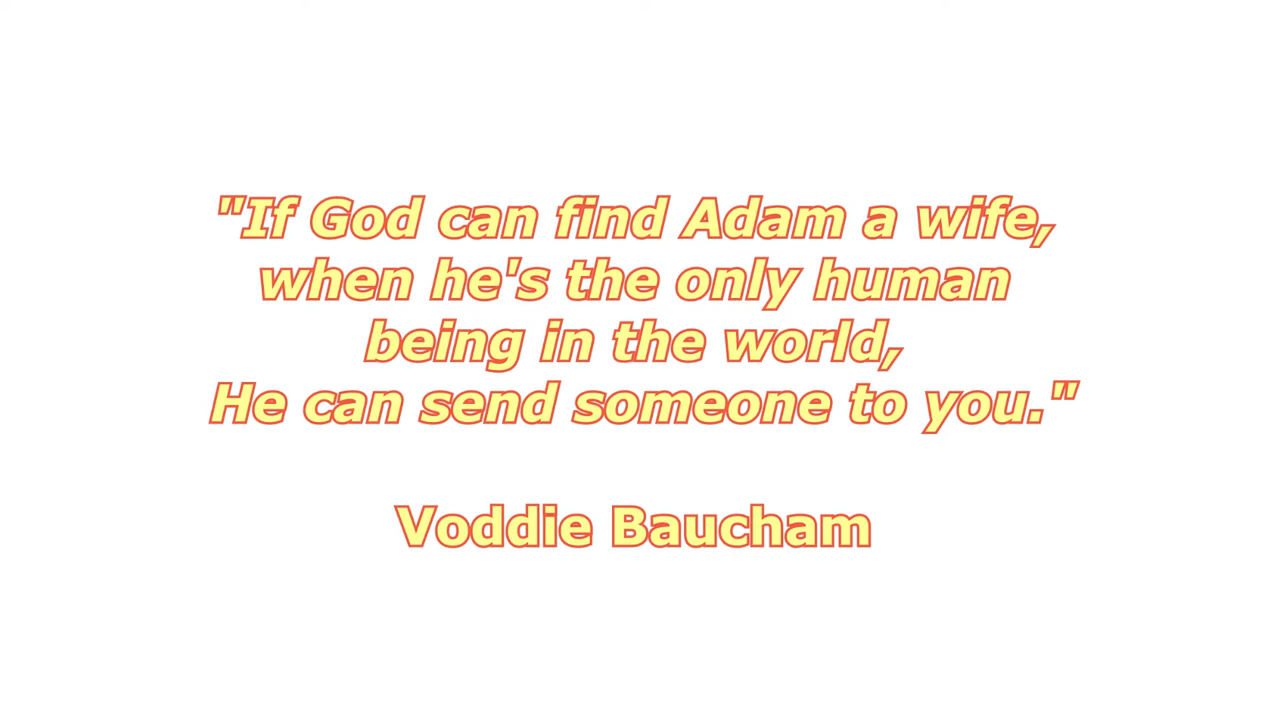 "If God can find Adam a wife,
when he's the only human
being in the world,
He can send someone to you."
Voddie Baucham